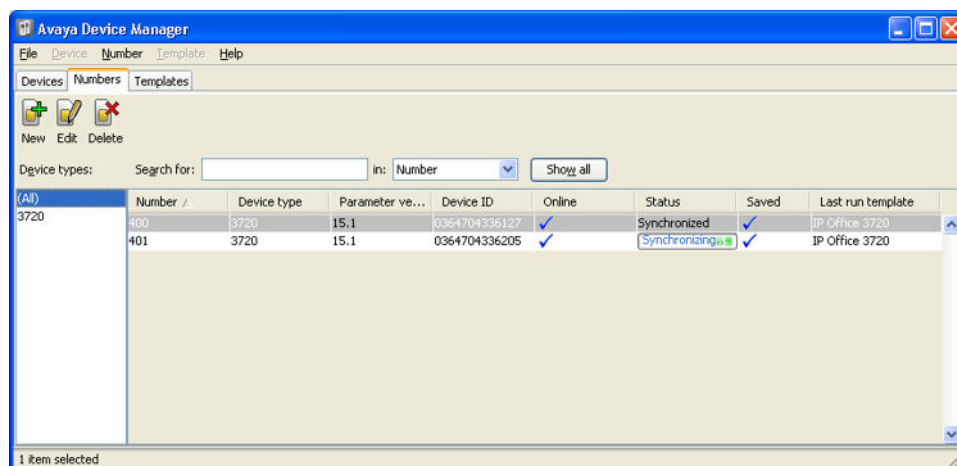 Avaya Device Manager
File Device Number Template Help
Devices Numbers Templates
New Edit Delete
Device types: Search for: in: Number Show all
(All)
3720
Number Device type Parameter ve... Device ID Online Status Saved Last run template
400 3720 15.1 0364704336127 Synchronized IP Office 3720
401 3720 15.1 0364704336205 Synchronizing IP Office 3720
1 item selected